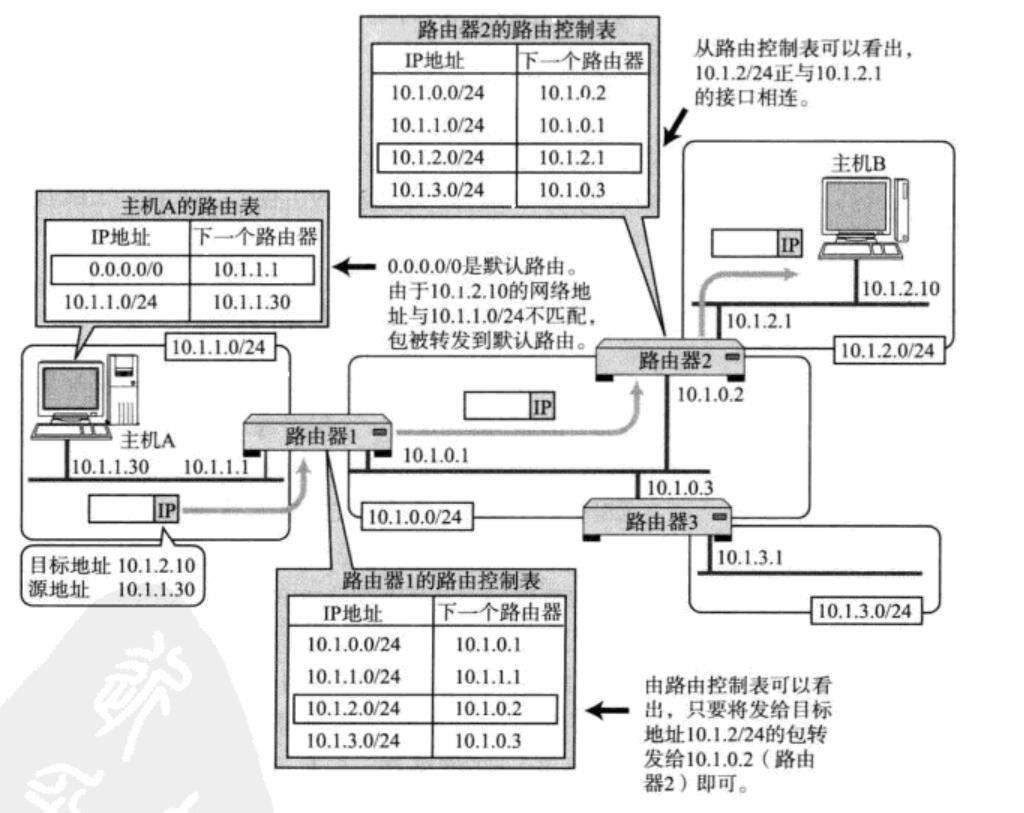 路由器2的路由控制表
IP地址 下一个路由器
10.1.0.0/24 10.1.0.2
10.1.1.0/24 10.1.0.1
10.1.2.0/24 10.1.2.1
10.1.3.0/24 10.1.0.3
从路由控制表可以看出，
10.1.2/24正与10.1.2.1
的接口相连。
主机B
IP
10.1.2.10
10.1.2.1
10.1.2.0/24
主机A的路由表
IP地址 下一个路由器
0.0.0.0/0 10.1.1.1
10.1.1.0/24 10.1.1.30
0.0.0.0/0是默认路由。
由于10.1.2.10的网络地
址与10.1.1.0/24不匹配，
包被转发到默认路由。
10.1.1.0/24
主机A
10.1.1.30 10.1.1.1
IP
目标地址 10.1.2.10
源地址 10.1.1.30
路由器1
10.1.0.1
IP
路由器2
10.1.0.2
10.1.0.0/24
10.1.0.3
路由器3
10.1.3.1
10.1.3.0/24
路由器1的路由控制表
IP地址 下一个路由器
10.1.0.0/24 10.1.0.1
10.1.1.0/24 10.1.1.1
10.1.2.0/24 10.1.0.2
10.1.3.0/24 10.1.0.3
由路由控制表可以看
出，只要将发给目标
地址10.1.2/24的包转
发给10.1.0.2（路由
器2）即可。